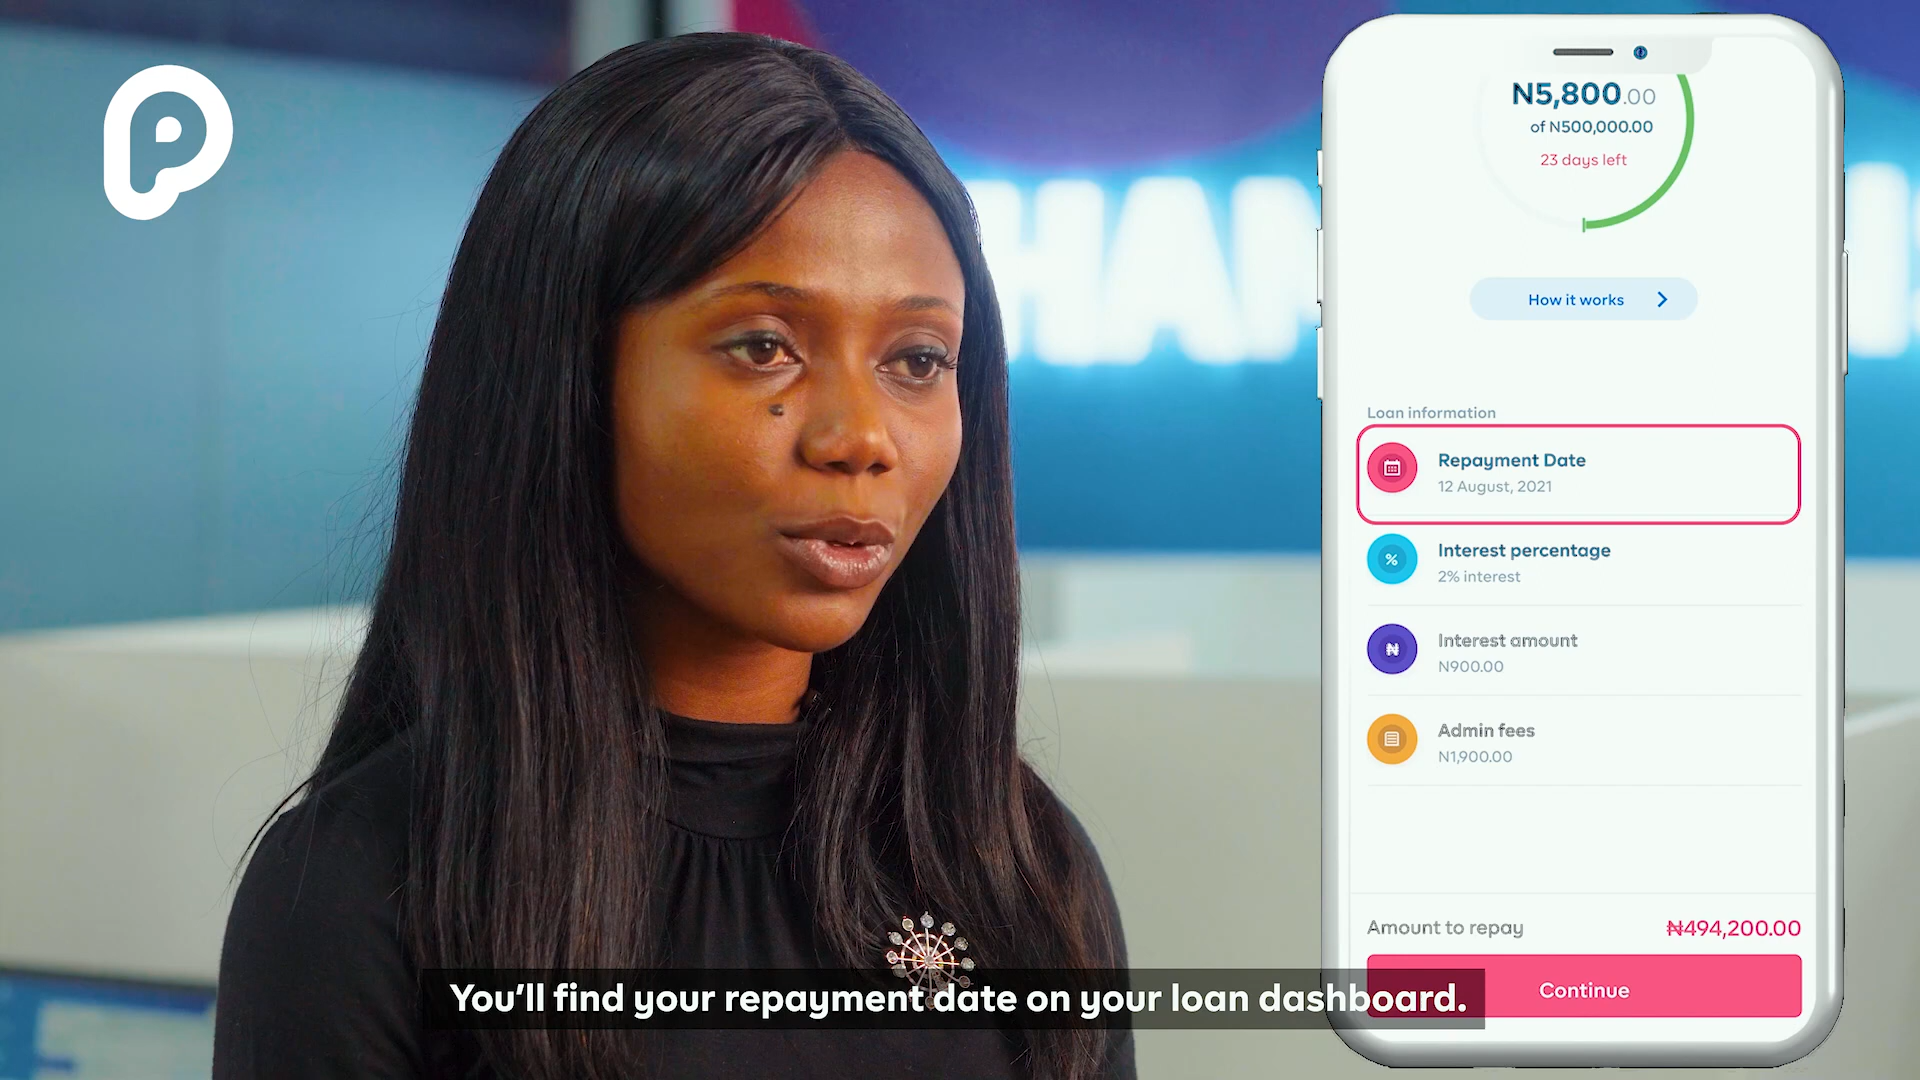 HAM
N5,800.00
of N500,000.00
23 days left
How it works
Loan information
Repayment Date
12 August, 2021
Interest percentage
%
2% interest
Interest amount
₦
N900.00
Admin fees
N1,900.00
Amount to repay
₦494,200.00
Continue
You'll find your repayment date on your loan dashboard.